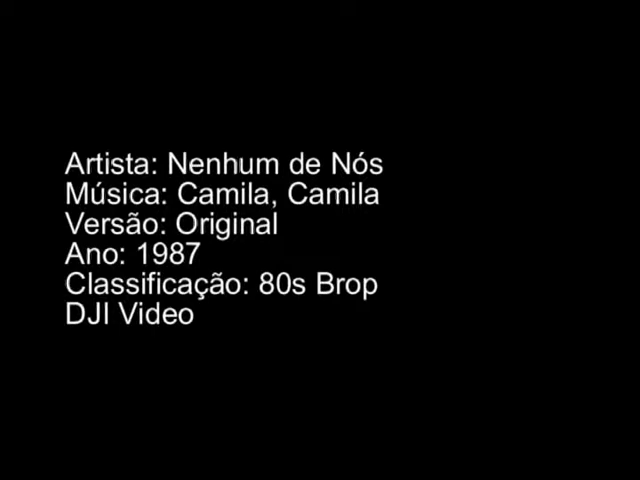 Artista: Nenhum de Nós
Música: Camila, Camila
Versão: Original
Ano: 1987
Classificação: 80s Brop
DJI Video